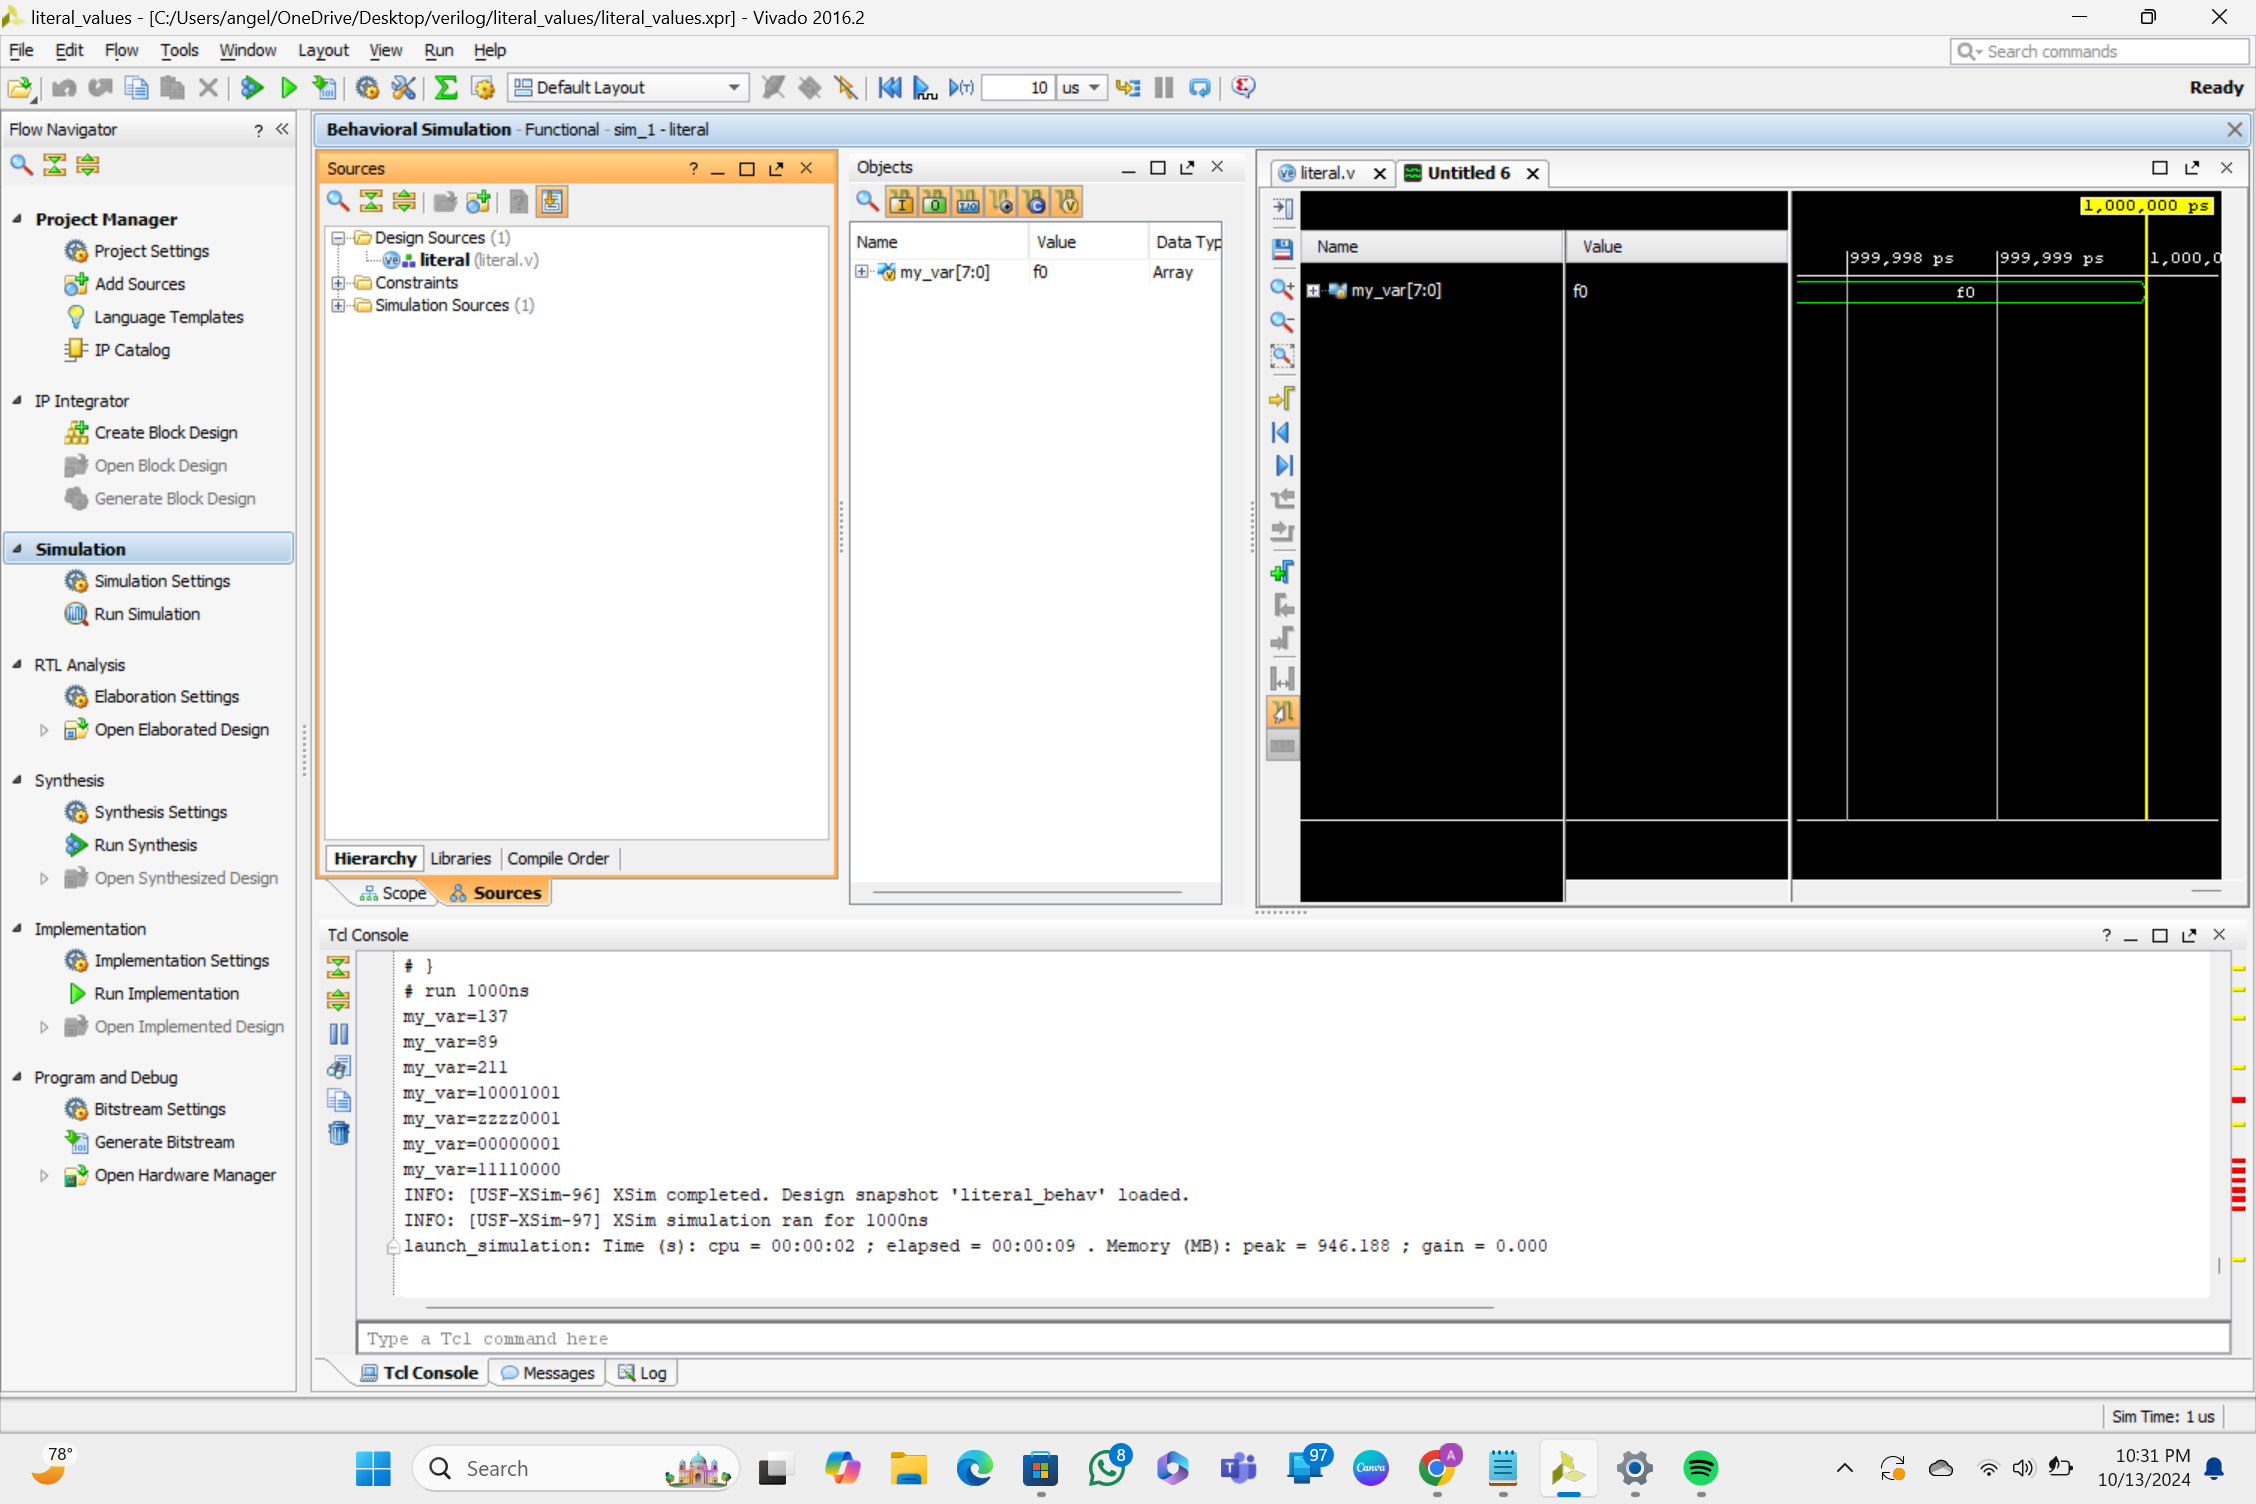 literal_values - [C:/Users/angel/OneDrive/Desktop/verilog/literal_values/literal_values.xpr] - Vivado 2016.2
File Edit Flow Tools Window Layout View Run Help
Search commands
Default Layout
10 us
Ready
Flow Navigator
Project Manager
Project Settings
Add Sources
Language Templates
IP Catalog
IP Integrator
Create Block Design
Open Block Design
Generate Block Design
Simulation
Simulation Settings
Run Simulation
RTL Analysis
Elaboration Settings
Open Elaborated Design
Synthesis
Synthesis Settings
Run Synthesis
Open Synthesized Design
Implementation
Implementation Settings
Run Implementation
Open Implemented Design
Program and Debug
Bitstream Settings
Generate Bitstream
Open Hardware Manager
Behavioral Simulation - Functional - sim_1 - literal
Sources
Design Sources (1)
literal (literal.v)
Constraints
Simulation Sources (1)
Hierarchy Libraries Compile Order
Scope Sources
Objects
Name Value Data Typ
my_var[7:0] f0 Array
literal.v Untitled 6
1,000,000 ps
Name Value
999,998 ps 999,999 ps 1,000,0
my_var[7:0] f0 f0
Tcl Console
# }
# run 1000ns
my_var=137
my_var=89
my_var=211
my_var=10001001
my_var=zzzz0001
my_var=00000001
my_var=11110000
INFO: [USF-XSim-96] XSim completed. Design snapshot 'literal_behav' loaded.
INFO: [USF-XSim-97] XSim simulation ran for 1000ns
launch_simulation: Time (s): cpu = 00:00:02 ; elapsed = 00:00:09 . Memory (MB): peak = 946.188 ; gain = 0.000
Type a Tcl command here
Tcl Console Messages Log
Sim Time: 1 us
78°
Search
8
97
Canva
A
10:31 PM
10/13/2024